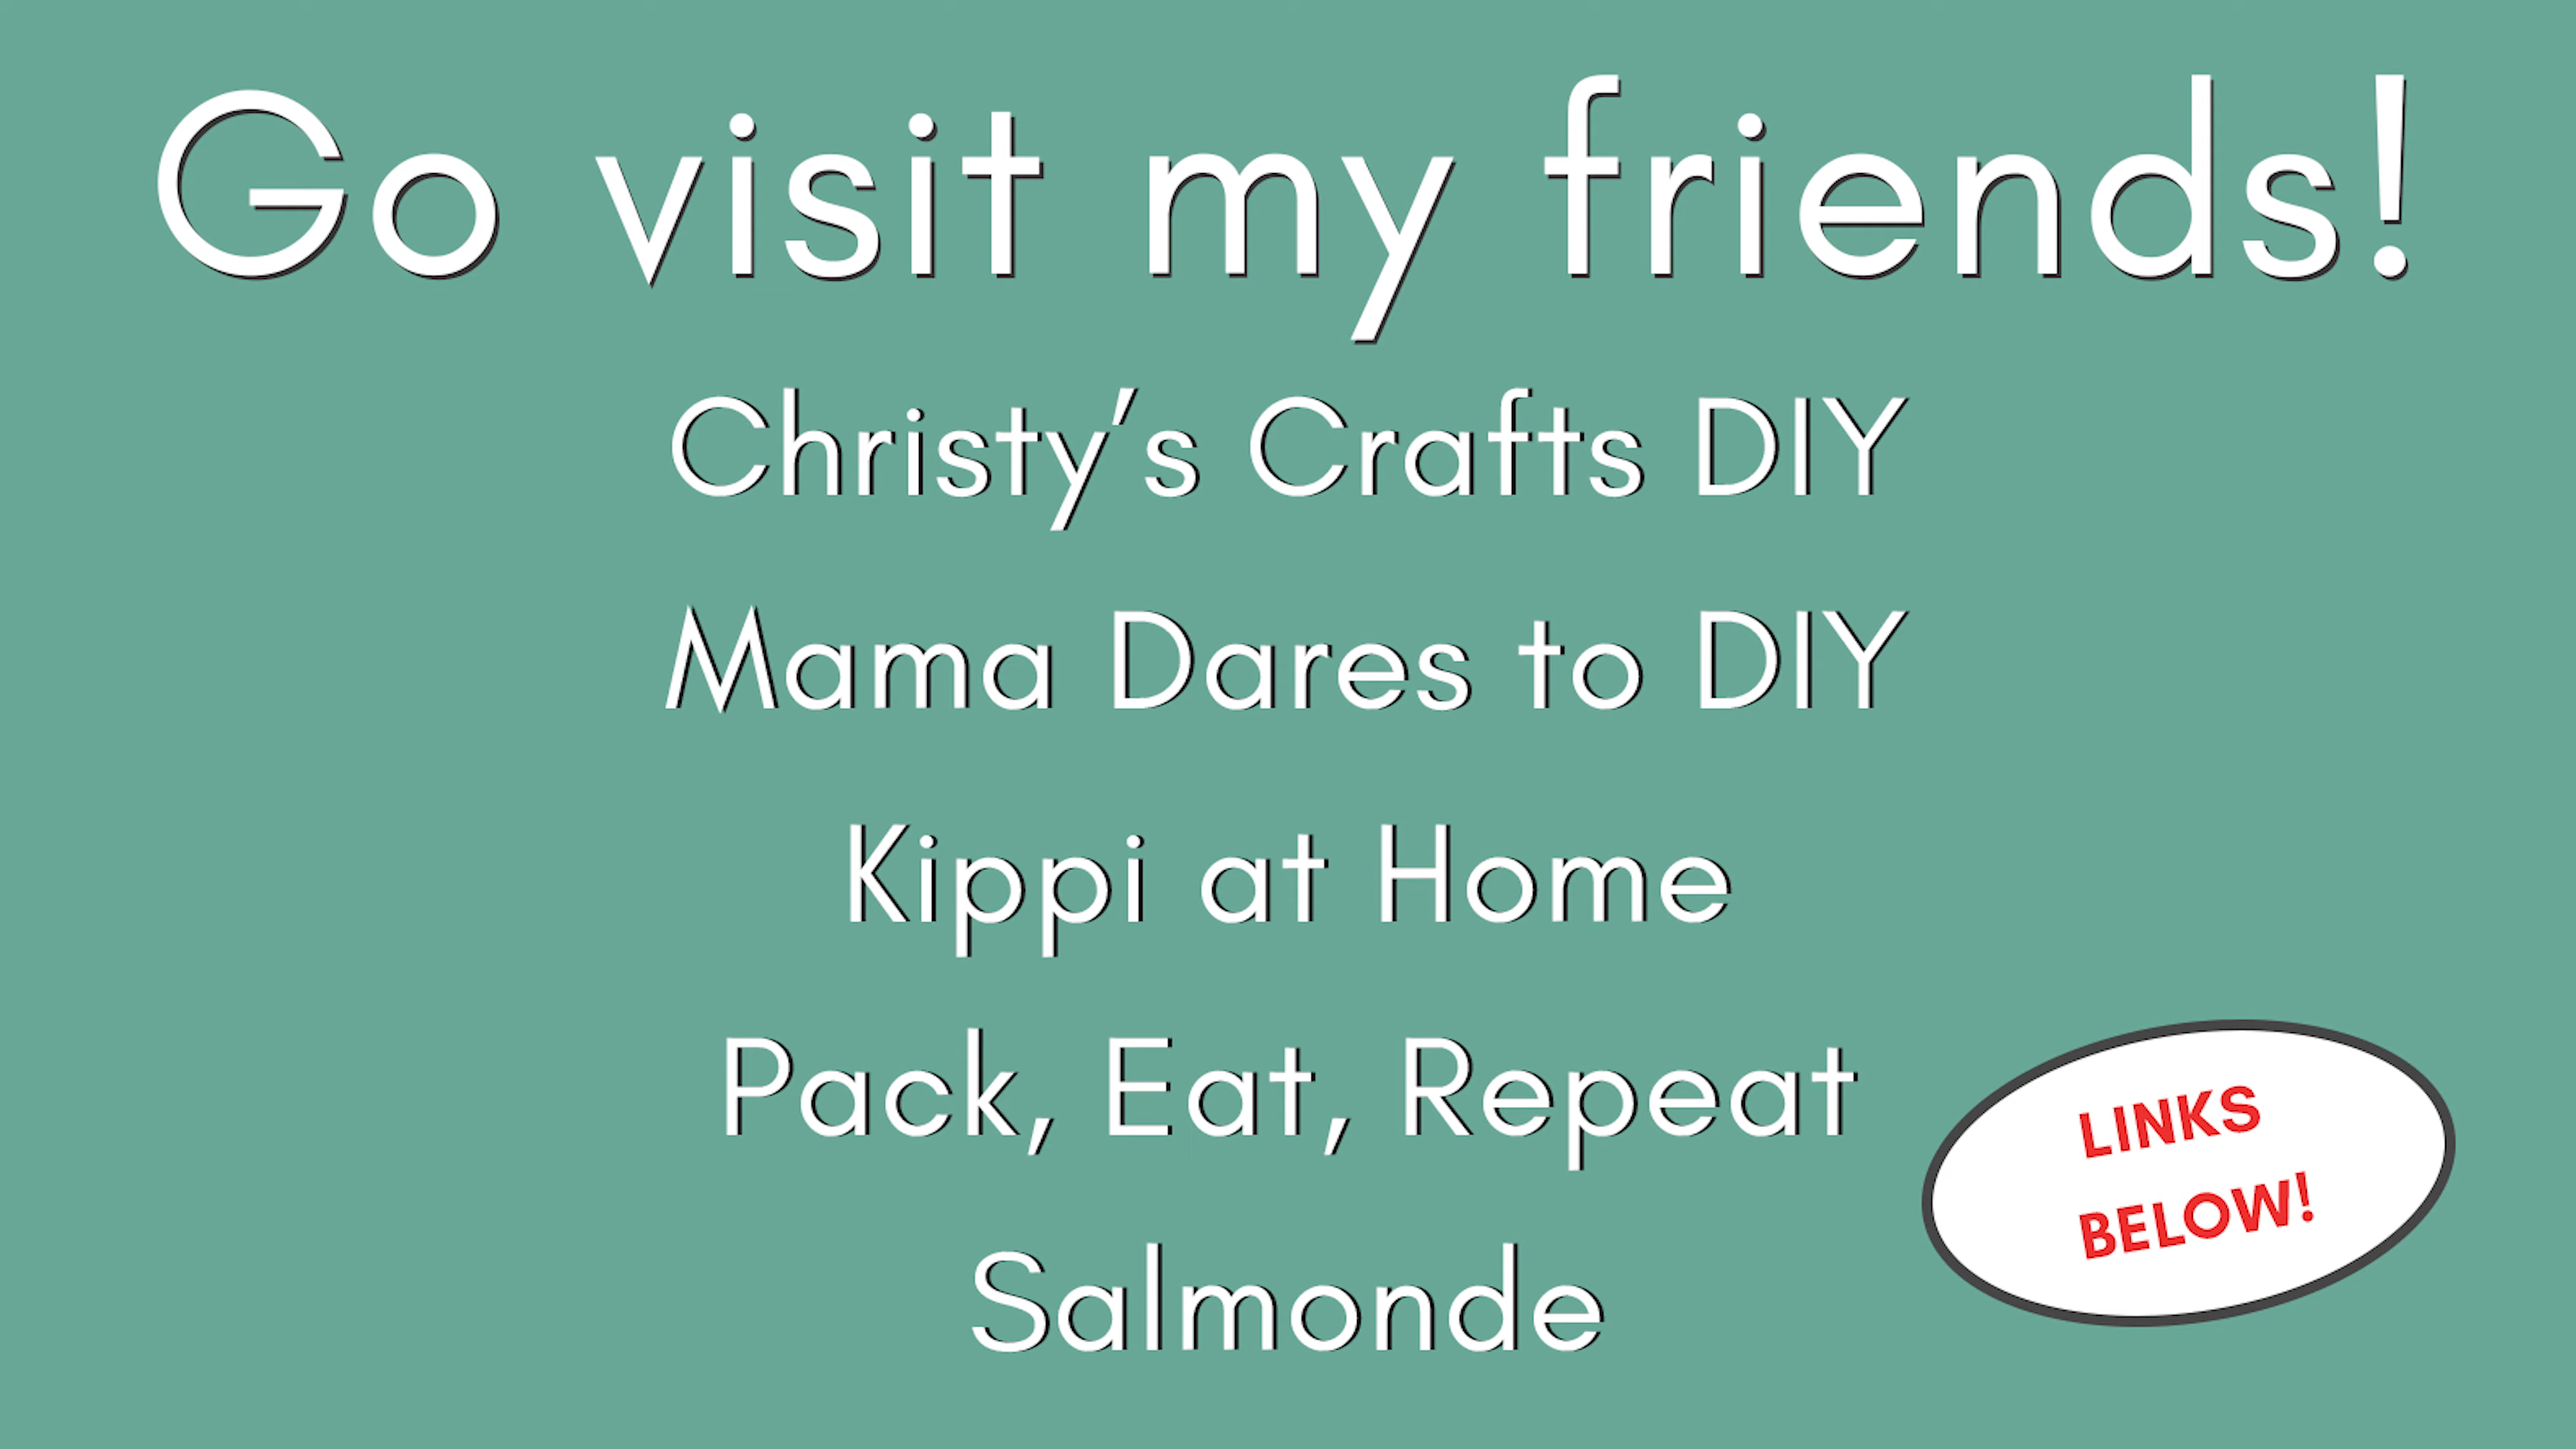 Go visit my friends!
Christy’s Crafts DIY
Mama Dares to DIY
Kippi at Home
Pack, Eat, Repeat
Salmonde
LINKS
BELOW!